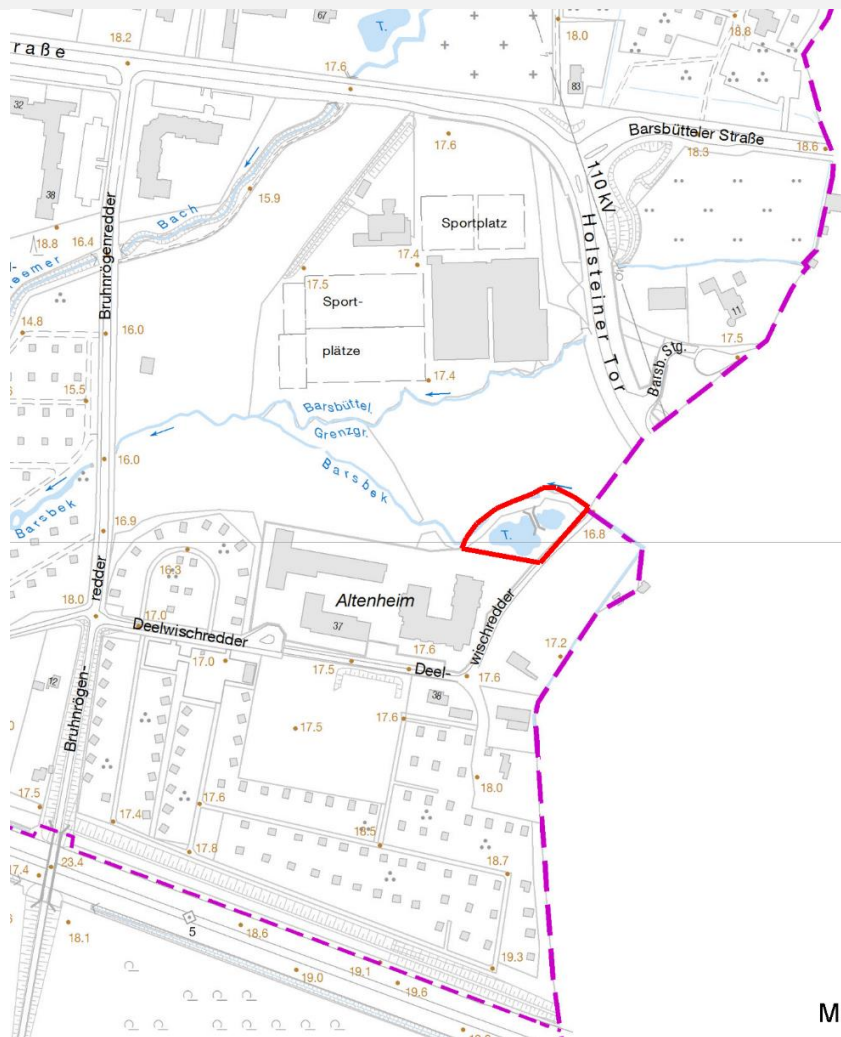 18.2
67
T.
18.0
18.6
raße
17.6
83
32
Barsbütteler Straße
18.3
18.6
17.6
110 kV
38
15.9
Bach
Sportplatz
Holsteiner Tor
18.8
16.4
Bruhnrögenredder
17.4
17.5
eemer
Sport-
11
14.8
16.0
plätze
17.5
Barsb. Stg.
17.4
15.5
Barsbüttel.
Grenzgr.
16.0
Barsbek
Barsbek
16.9
T.
16.8
16.3
redder
Altenheim
18.0
17.0
37
wischredder
Deelwischredder
17.6
17.2
17.0
17.5
Deel-
17.6
12
38
Bruhnrögen-
17.6
17.5
18.0
17.5
17.6
17.4
18.5
17.8
18.7
23.4
17.4
5
18.6
18.1
19.1
19.3
19.0
19.6
M